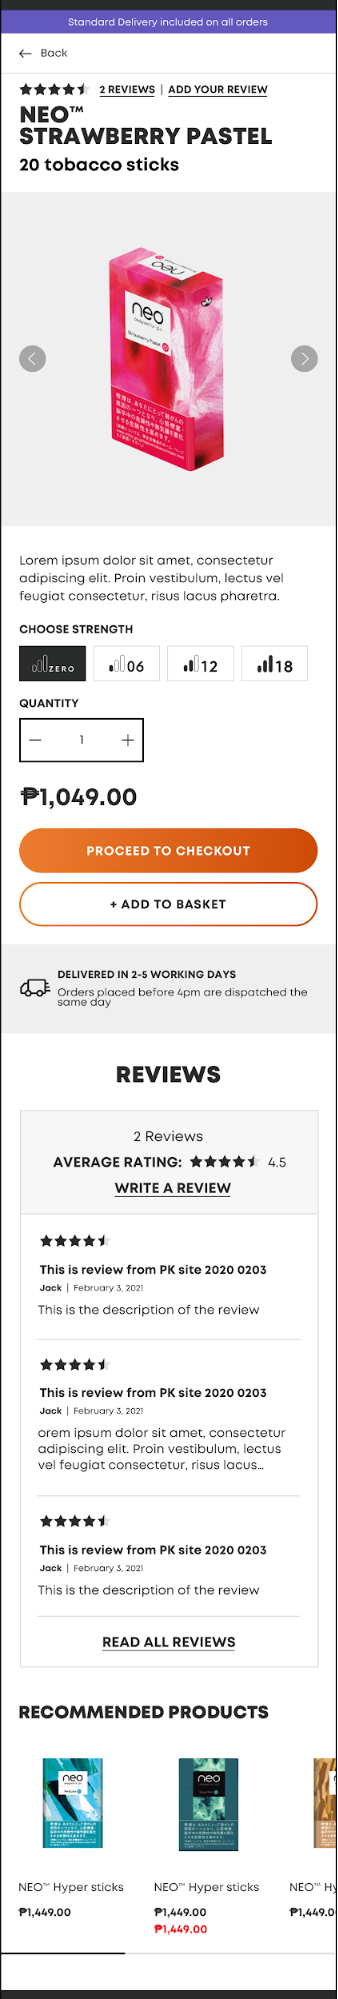 Standard Delivery included on all orders
Back
2 REVIEWS | ADD YOUR REVIEW
NEO™
STRAWBERRY PASTEL
20 tobacco sticks
neo
neo
designed for glo
Strawberry Pastel
Lorem ipsum dolor sit amet, consectetur
adipiscing elit. Proin vestibulum, lectus vel
feugiat consectetur, risus lacus pharetra.
CHOOSE STRENGTH
ZERO 06 12 18
QUANTITY
1
₱1,049.00
PROCEED TO CHECKOUT
+ ADD TO BASKET
DELIVERED IN 2-5 WORKING DAYS
Orders placed before 4pm are dispatched the
same day
REVIEWS
2 Reviews
AVERAGE RATING: 4.5
WRITE A REVIEW
This is review from PK site 2020 0203
Jack | February 3, 2021
This is the description of the review
This is review from PK site 2020 0203
Jack | February 3, 2021
orem ipsum dolor sit amet, consectetur
adipiscing elit. Proin vestibulum, lectus
vel feugiat consectetur, risus lacus...
This is review from PK site 2020 0203
Jack | February 3, 2021
This is the description of the review
READ ALL REVIEWS
RECOMMENDED PRODUCTS
neo neo ne
NEO™ Hyper sticks NEO™ Hyper sticks NEO™ Hy
₱1,449.00 ₱1,449.00 ₱1,449.0
₱1,449.00